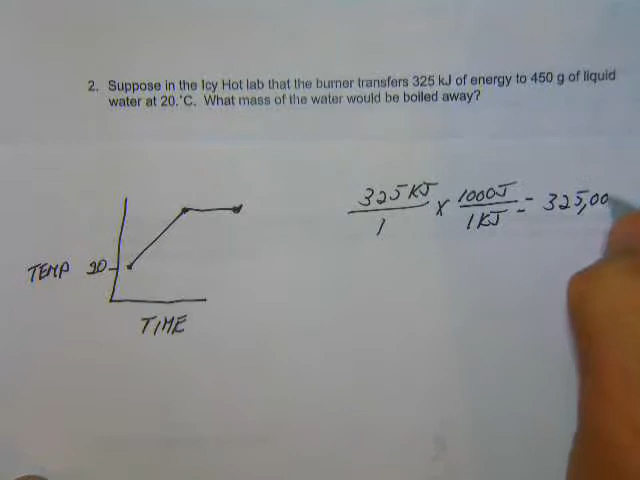 2. Suppose in the Icy Hot lab that the burner transfers 325 kJ of energy to 450 g of liquid
water at 20.°C. What mass of the water would be boiled away?
325 KJ x 1000J = 325,00
1 1 KJ
TEMP 20
TIME